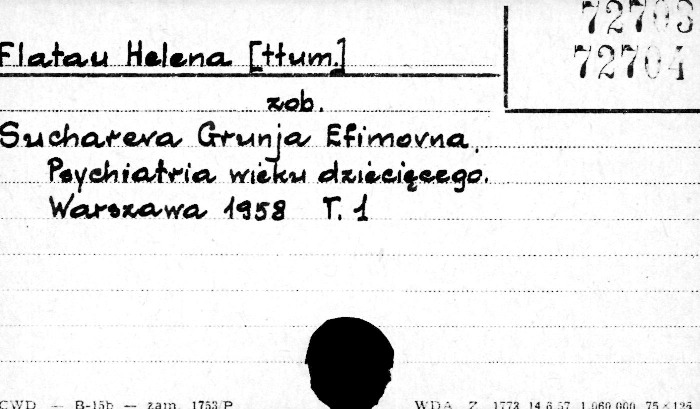 72703
72704
Flatau Helena [tłum.]
zob.
Suchareva Grunja Efimovna.
Psychiatria wieku dziecięcego.
Warszawa 1958 T. 1
CWD — B-15b — zam. 1753/P WDA Z. 1773 14.6.57. 1.060.000 75×125